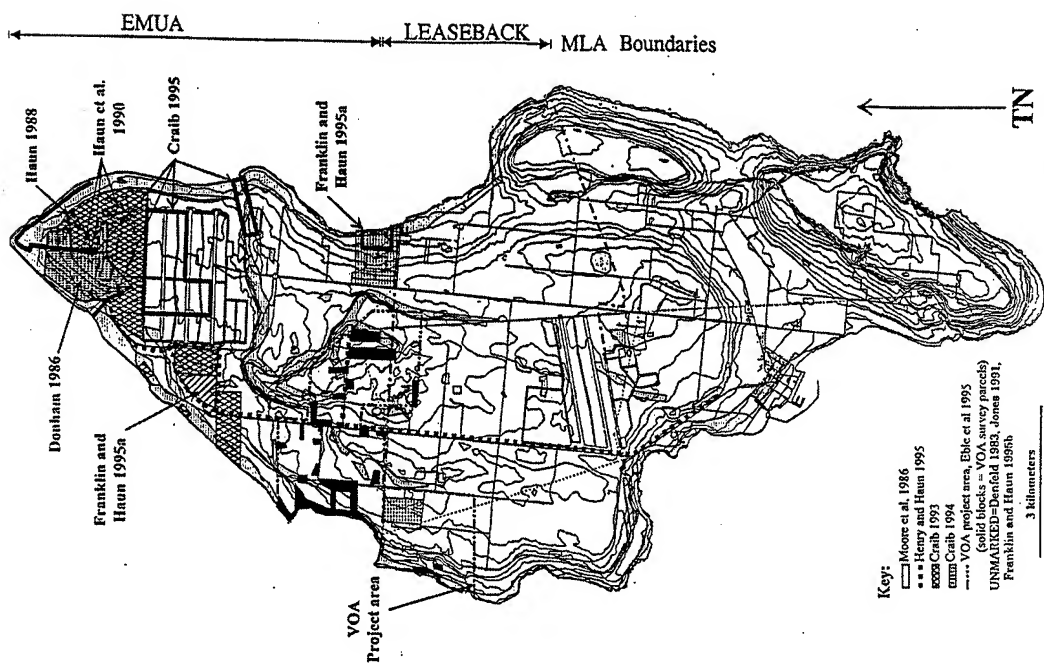 EMUA
LEASEBACK
MLA Boundaries
Haun 1988
Haun et al.
1990
Craib 1995
Franklin and
Haun 1995a
Donham 1986
Franklin and
Haun 1995a
VOA
Project area
TN
Key:
Moore et al. 1986
Henry and Haun 1995
Craib 1993
Craib 1994
VOA project area, Eble et al 1995
(solid blocks = VOA survey parcels)
UNMARKED=Denfeld 1983, Jones 1991,
Franklin and Haun 1995b
3 kilometers